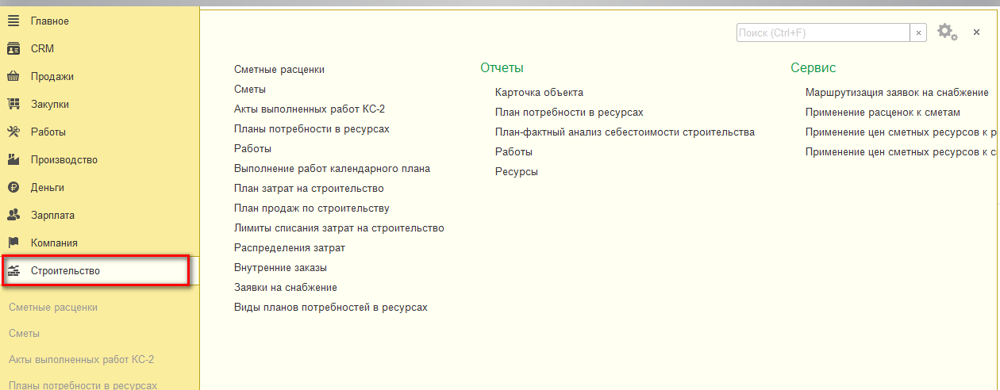 Главное
CRM
Продажи
Закупки
Работы
Производство
Деньги
Зарплата
Компания
Строительство
Сметные расценки
Сметы
Акты выполненных работ КС-2
Планы потребности в ресурсах
Поиск (Ctrl+F)
Сметные расценки
Сметы
Акты выполненных работ КС-2
Планы потребности в ресурсах
Работы
Выполнение работ календарного плана
План затрат на строительство
План продаж по строительству
Лимиты списания затрат на строительство
Распределения затрат
Внутренние заказы
Заявки на снабжение
Виды планов потребностей в ресурсах
Отчеты
Карточка объекта
План потребности в ресурсах
План-фактный анализ себестоимости строительства
Работы
Ресурсы
Сервис
Маршрутизация заявок на снабжение
Применение расценок к сметам
Применение цен сметных ресурсов к р
Применение цен сметных ресурсов к с